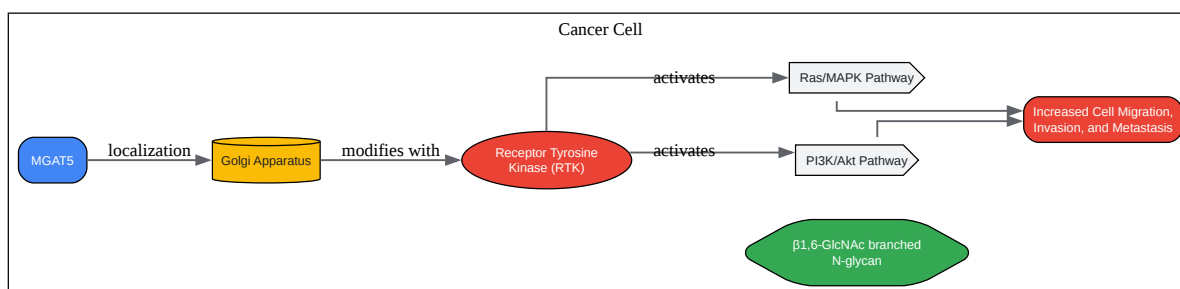 Cancer Cell
MGAT5
localization
Golgi Apparatus
modifies with
Receptor Tyrosine
Kinase (RTK)
activates
Ras/MAPK Pathway
activates
PI3K/Akt Pathway
Increased Cell Migration,
Invasion, and Metastasis
β1,6-GlcNAc branched
N-glycan